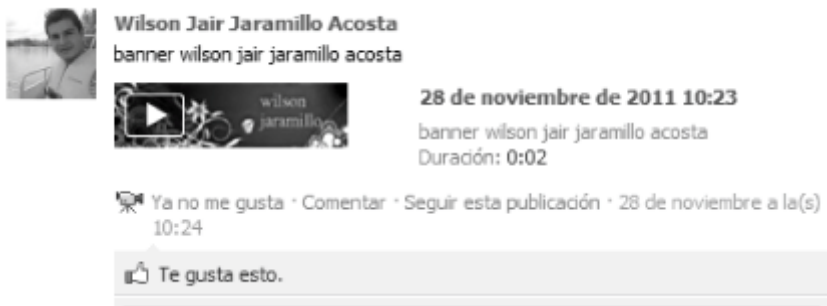 Wilson Jair Jaramillo Acosta
banner wilson jair jaramillo acosta
wilson
jaramillo
28 de noviembre de 2011 10:23
banner wilson jair jaramillo acosta
Duración: 0:02
Ya no me gusta · Comentar · Seguir esta publicación · 28 de noviembre a la(s)
10:24
Te gusta esto.